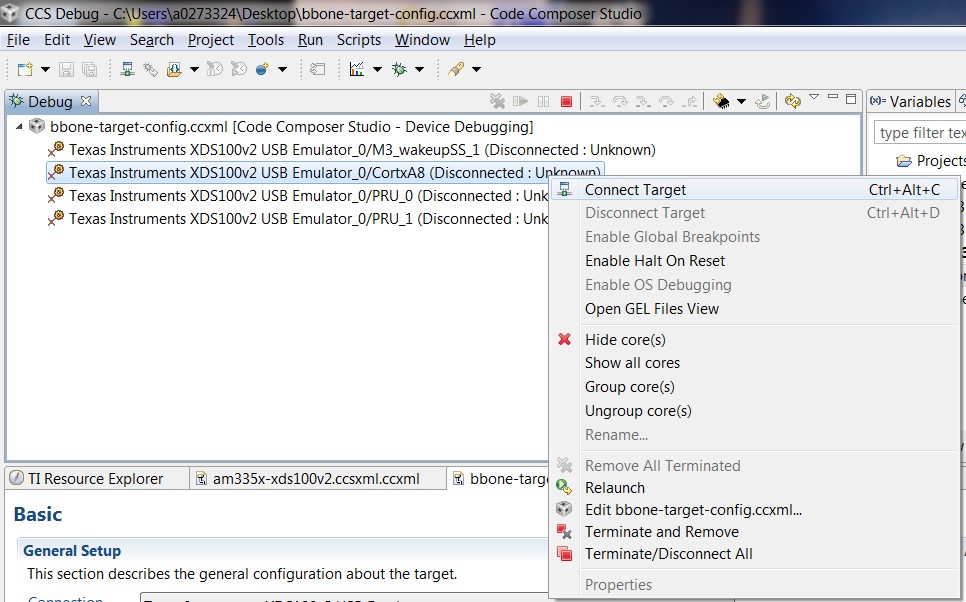 CCS Debug - C:\Users\a0273324\Desktop\bbone-target-config.ccxml - Code Composer Studio
File Edit View Search Project Tools Run Scripts Window Help
Debug
(x)= Variables
bbone-target-config.ccxml [Code Composer Studio - Device Debugging]
type filter tex
Texas Instruments XDS100v2 USB Emulator_0/M3_wakeupSS_1 (Disconnected : Unknown)
Projects
Texas Instruments XDS100v2 USB Emulator_0/CortxA8 (Disconnected : Unknown)
Texas Instruments XDS100v2 USB Emulator_0/PRU_0 (Disconnected : Unk
Texas Instruments XDS100v2 USB Emulator_0/PRU_1 (Disconnected : Unk
Connect Target Ctrl+Alt+C
Disconnect Target Ctrl+Alt+D
Enable Global Breakpoints
Enable Halt On Reset
Enable OS Debugging
Open GEL Files View
Hide core(s)
Show all cores
Group core(s)
Ungroup core(s)
Rename...
Remove All Terminated
Relaunch
Edit bbone-target-config.ccxml...
Terminate and Remove
Terminate/Disconnect All
Properties
TI Resource Explorer
am335x-xds100v2.ccsxml.ccxml
bbone-targ
Basic
General Setup
This section describes the general configuration about the target.
Connection